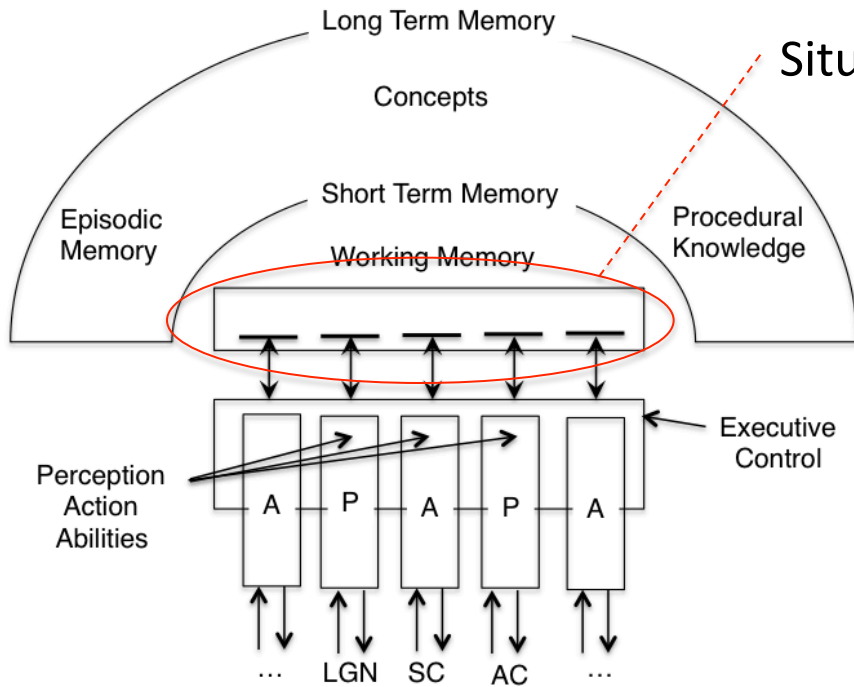 Long Term Memory
Situ
Concepts
Short Term Memory
Episodic
Memory
Procedural
Knowledge
Working Memory
Executive
Control
Perception
Action
Abilities
A
P
A
P
A
...
LGN
SC
AC
...